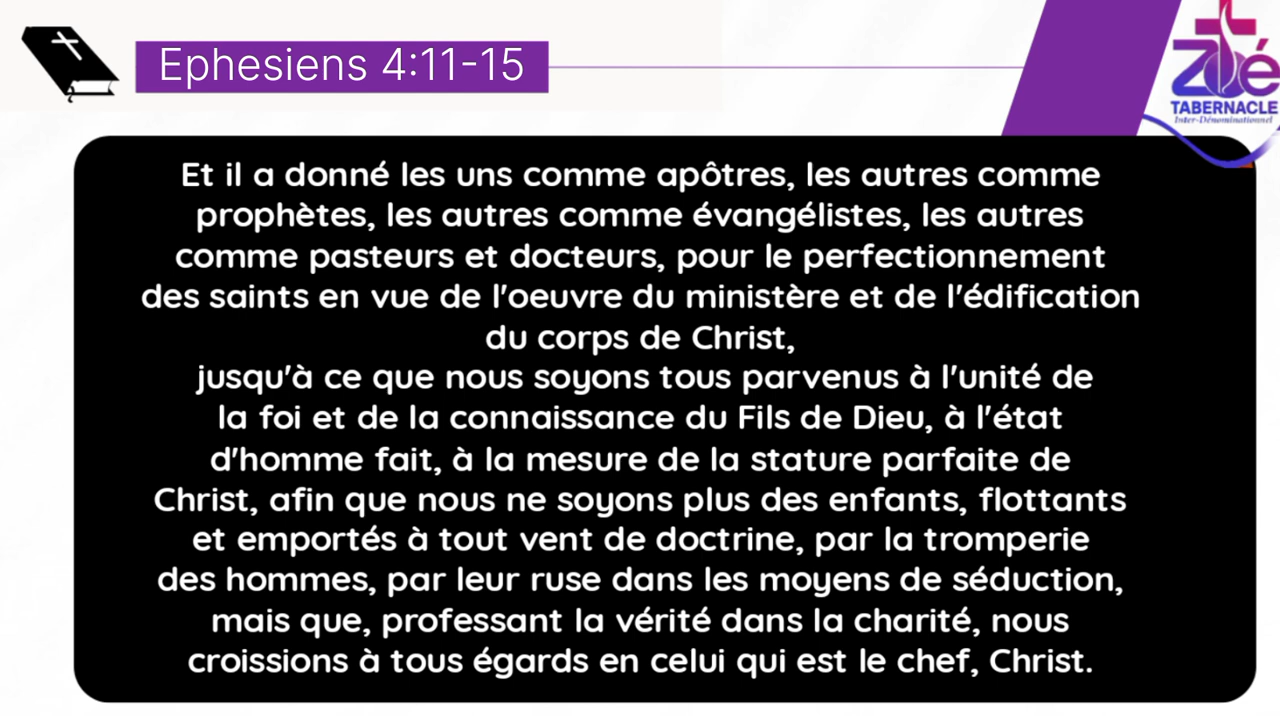 Ephesiens 4:11-15
Zoé
TABERNACLE
Inter-Dénominationnel
Et il a donné les uns comme apôtres, les autres comme
prophètes, les autres comme évangélistes, les autres
comme pasteurs et docteurs, pour le perfectionnement
des saints en vue de l'oeuvre du ministère et de l'édification
du corps de Christ,
jusqu'à ce que nous soyons tous parvenus à l'unité de
la foi et de la connaissance du Fils de Dieu, à l'état
d'homme fait, à la mesure de la stature parfaite de
Christ, afin que nous ne soyons plus des enfants, flottants
et emportés à tout vent de doctrine, par la tromperie
des hommes, par leur ruse dans les moyens de séduction,
mais que, professant la vérité dans la charité, nous
croissions à tous égards en celui qui est le chef, Christ.